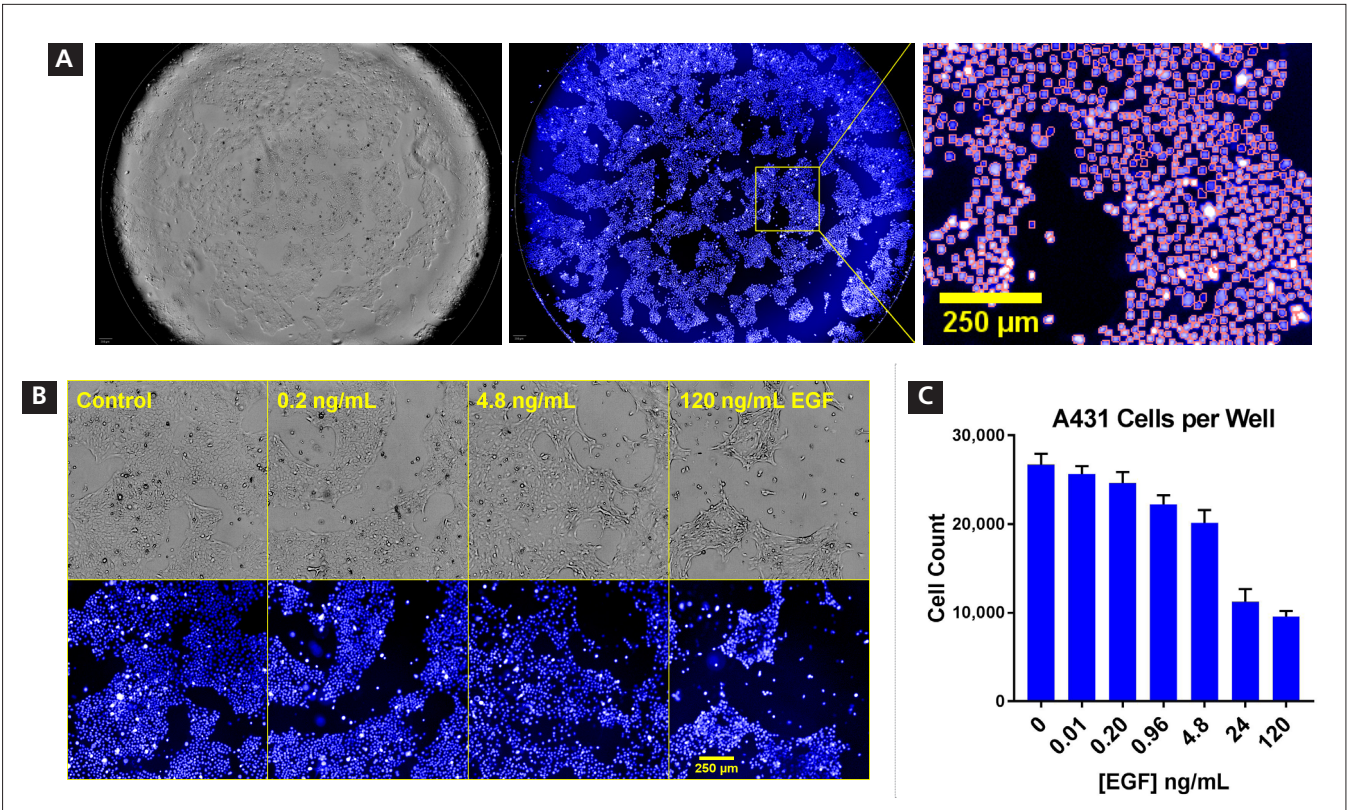 A
250 µm
B
Control
0.2 ng/mL
4.8 ng/mL
120 ng/mL EGF
250 µm
C
A431 Cells per Well
30,000
20,000
10,000
0
Cell Count
0
0.01
0.20
0.96
4.8
24
120
[EGF] ng/mL